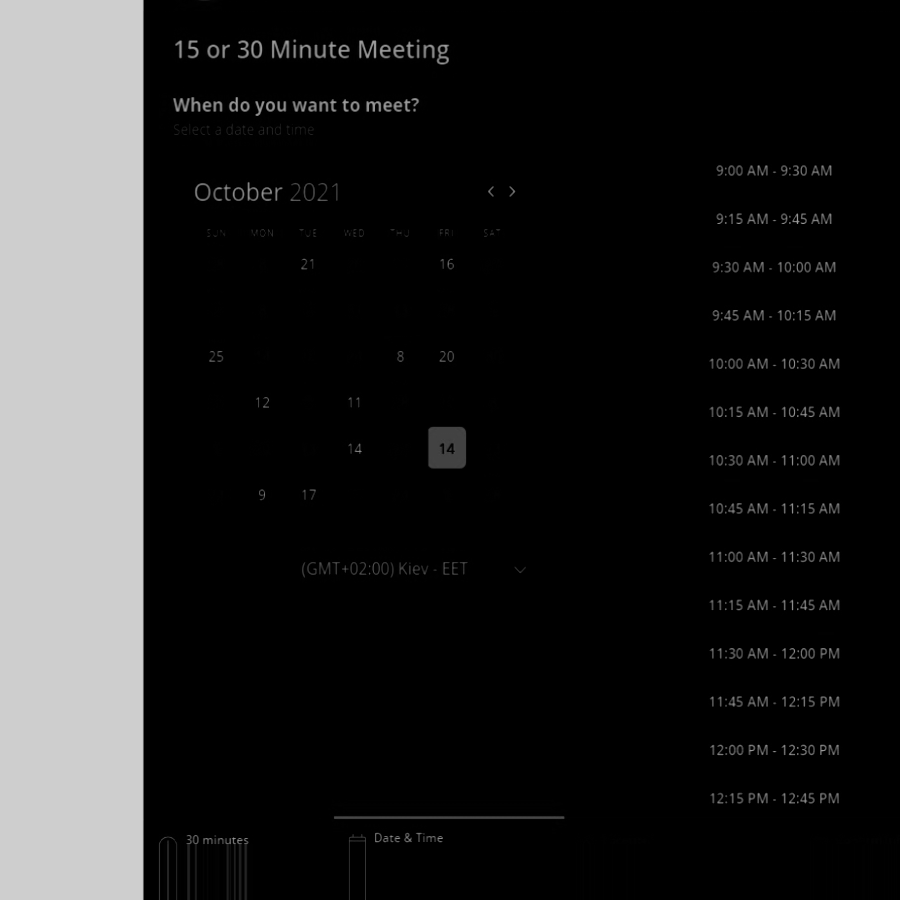 15 or 30 Minute Meeting
When do you want to meet?
Select a date and time
October 2021
SUN MON TUE WED THU FRI SAT
21 16
25 8 20
12 11
14 14
9 17
(GMT+02:00) Kiev - EET
9:00 AM - 9:30 AM
9:15 AM - 9:45 AM
9:30 AM - 10:00 AM
9:45 AM - 10:15 AM
10:00 AM - 10:30 AM
10:15 AM - 10:45 AM
10:30 AM - 11:00 AM
10:45 AM - 11:15 AM
11:00 AM - 11:30 AM
11:15 AM - 11:45 AM
11:30 AM - 12:00 PM
11:45 AM - 12:15 PM
12:00 PM - 12:30 PM
12:15 PM - 12:45 PM
30 minutes
Date & Time